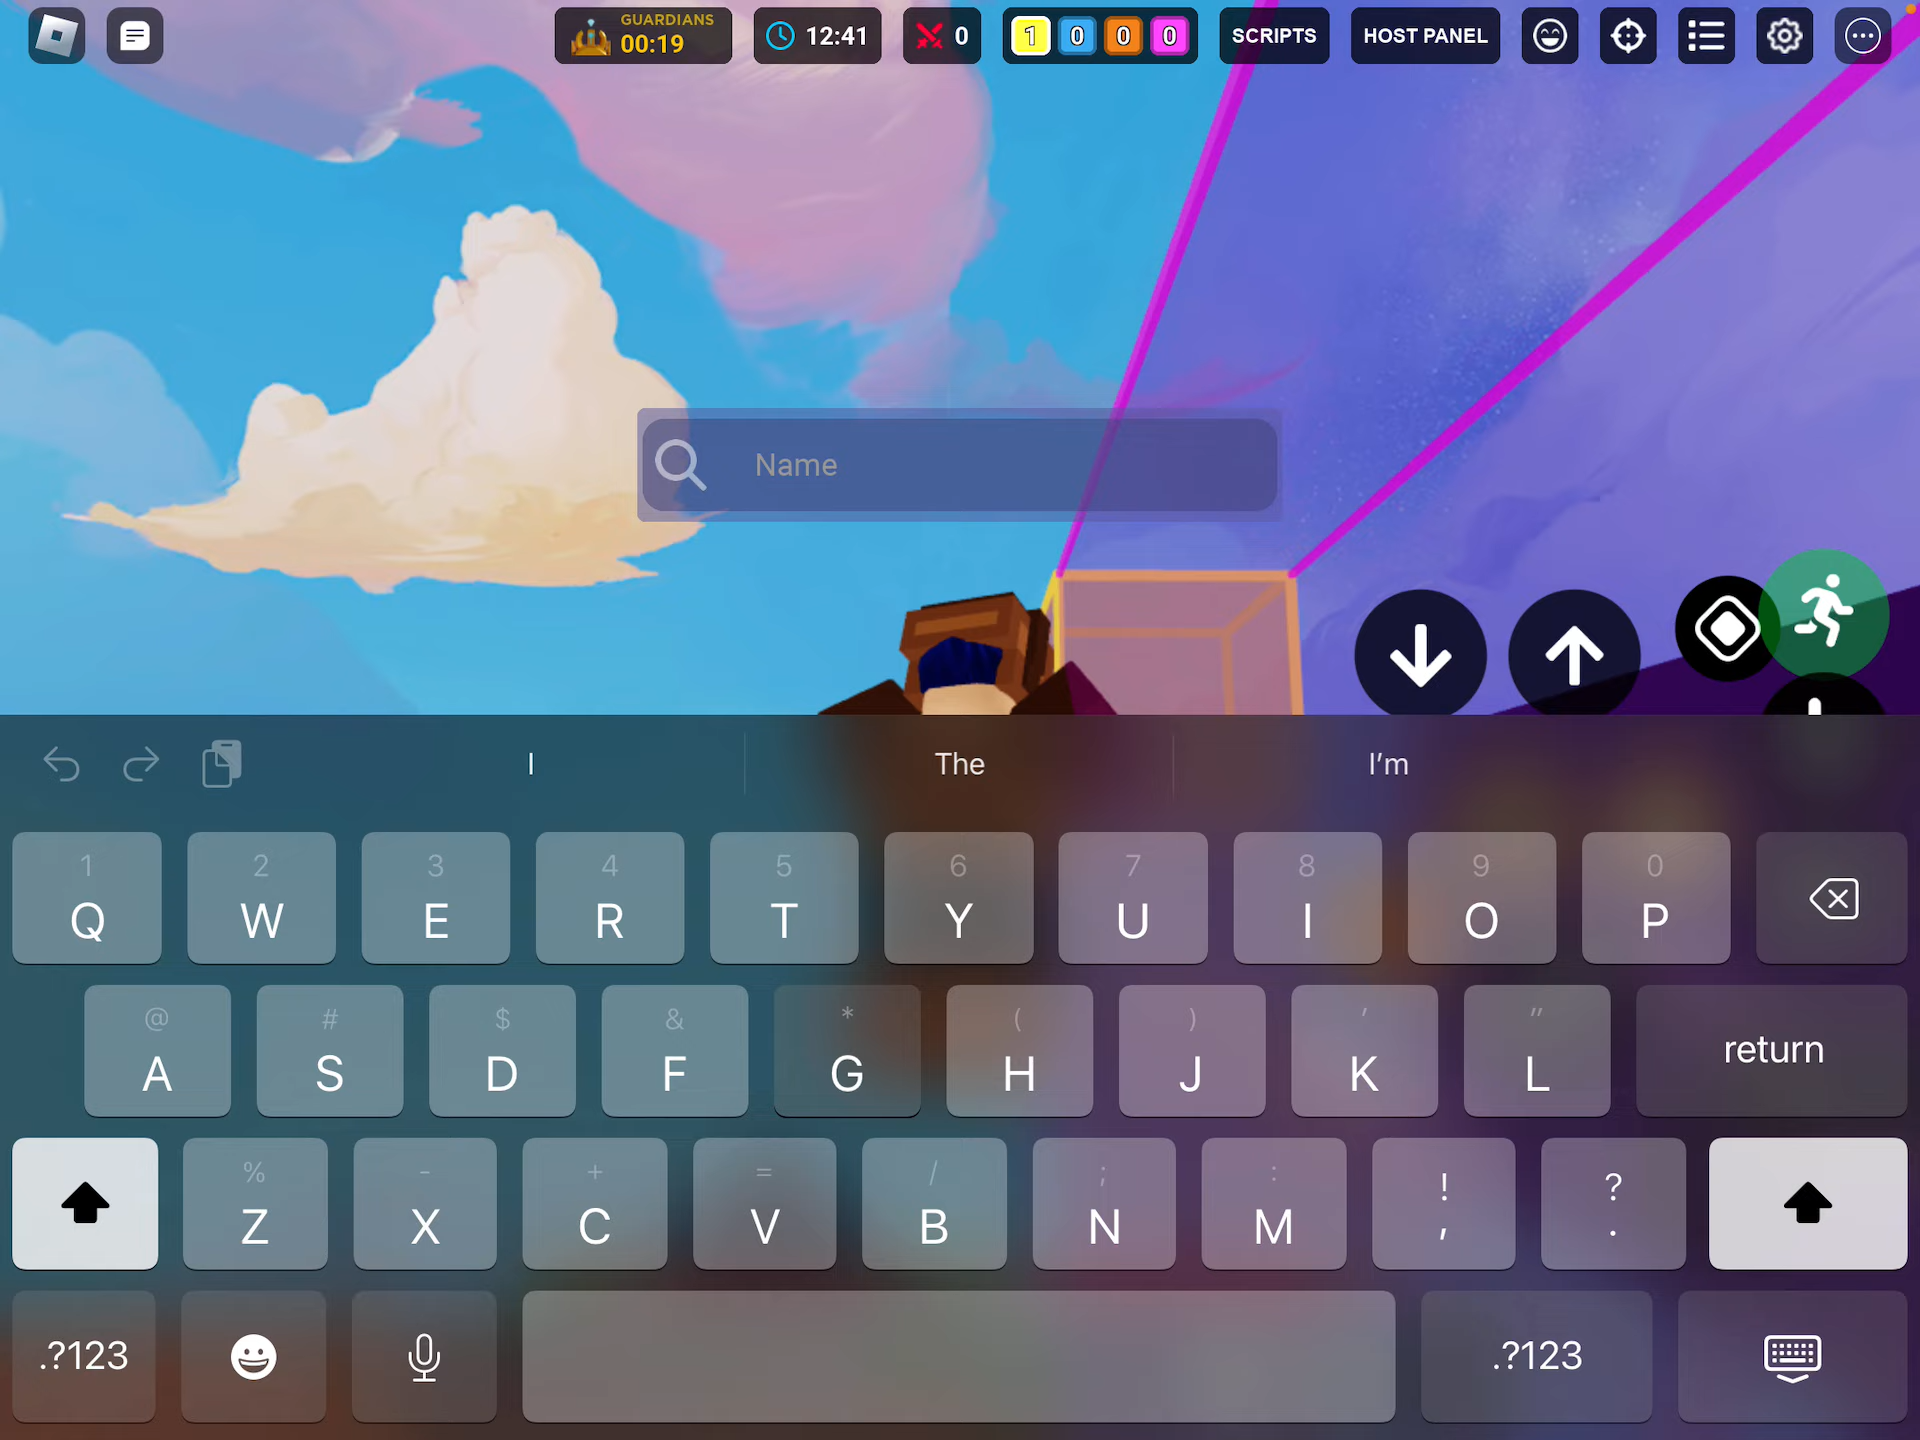 GUARDIANS
00:19
12:41
0
1 0 0 0
SCRIPTS
HOST PANEL
Name
I The I’m
1 2 3 4 5 6 7 8 9 0
Q W E R T Y U I O P
@ # $ & * ( ) ’ ”
A S D F G H J K L return
% - + = / ; : ! ?
Z X C V B N M , .
.?123 .?123